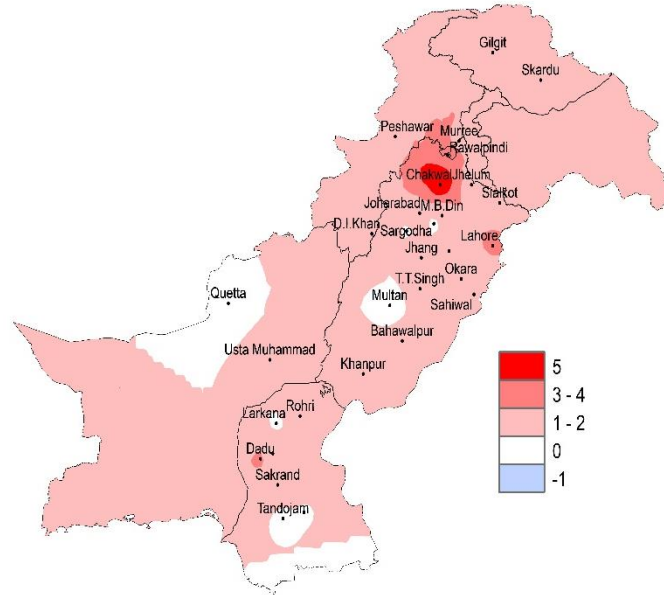 Gilgit
Skardu
Peshawar
Murree
Rawalpindi
Chakwal
Jhelum
Sialkot
Joharabad
M.B.Din
D.I.Khan
Sargodha
Lahore
Jhang
T.T.Singh
Okara
Multan
Sahiwal
Quetta
Bahawalpur
Usta Muhammad
Khanpur
Larkana
Rohri
Dadu
Sakrand
Tandojam
5
3 - 4
1 - 2
0
-1